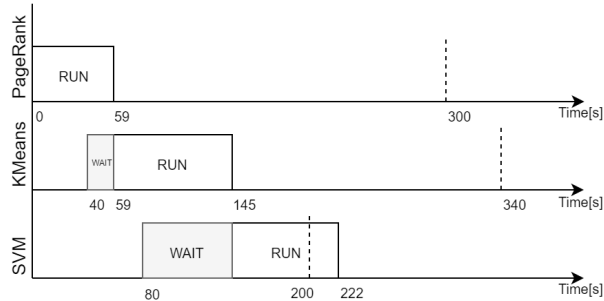 PageRank
RUN
0
59
300
Time[s]
KMeans
WAIT
RUN
40
59
145
340
Time[s]
SVM
WAIT
RUN
80
200
222
Time[s]